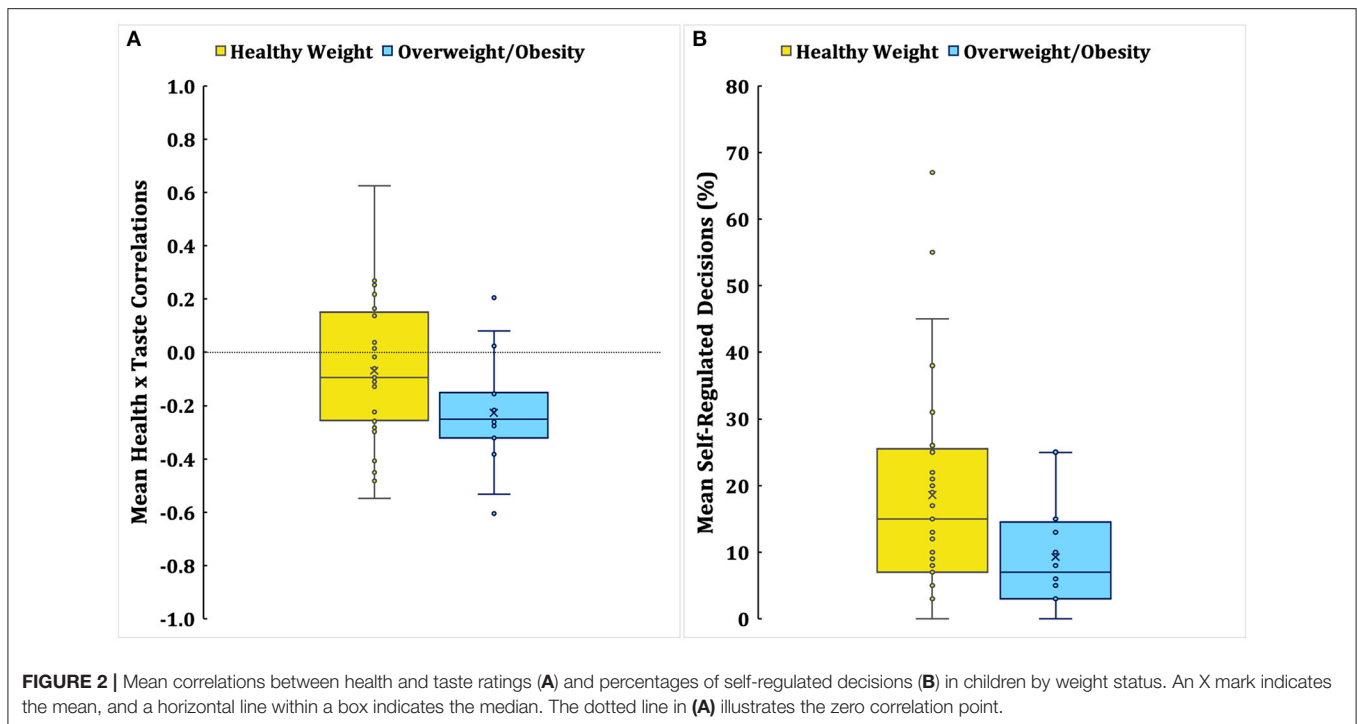 A
Healthy Weight Overweight/Obesity
1.0
0.8
0.6
0.4
0.2
0.0
-0.2
-0.4
-0.6
-0.8
-1.0
Mean Health x Taste Correlations
B
Healthy Weight Overweight/Obesity
80
70
60
50
40
30
20
10
0
Mean Self-Regulated Decisions (%)
FIGURE 2 | Mean correlations between health and taste ratings (A) and percentages of self-regulated decisions (B) in children by weight status. An X mark indicates
the mean, and a horizontal line within a box indicates the median. The dotted line in (A) illustrates the zero correlation point.